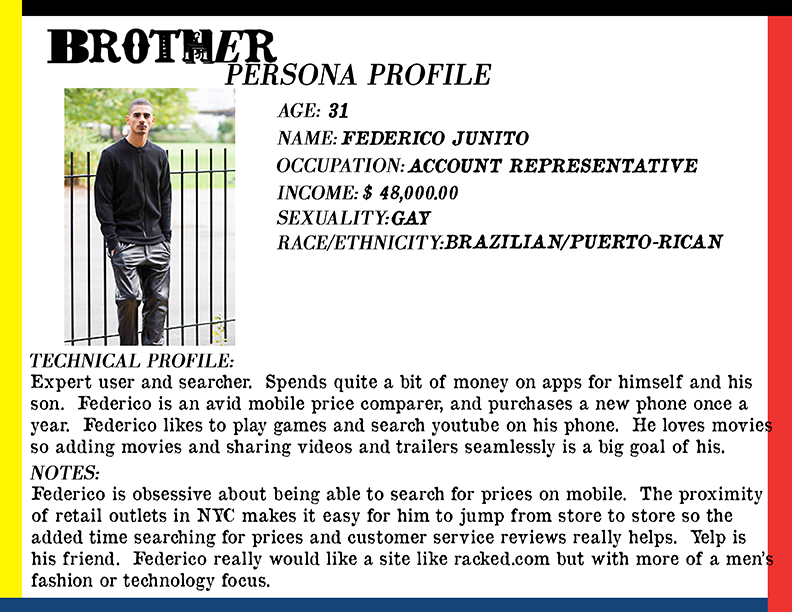 BROTHER
PERSONA PROFILE
AGE: 31
NAME: FEDERICO JUNITO
OCCUPATION: ACCOUNT REPRESENTATIVE
INCOME: $ 48,000.00
SEXUALITY: GAY
RACE/ETHNICITY: BRAZILIAN/PUERTO-RICAN
TECHNICAL PROFILE:
Expert user and searcher. Spends quite a bit of money on apps for himself and his
son. Federico is an avid mobile price comparer, and purchases a new phone once a
year. Federico likes to play games and search youtube on his phone. He loves movies
so adding movies and sharing videos and trailers seamlessly is a big goal of his.
NOTES:
Federico is obsessive about being able to search for prices on mobile. The proximity
of retail outlets in NYC makes it easy for him to jump from store to store so the
added time searching for prices and customer service reviews really helps. Yelp is
his friend. Federico really would like a site like racked.com but with more of a men's
fashion or technology focus.